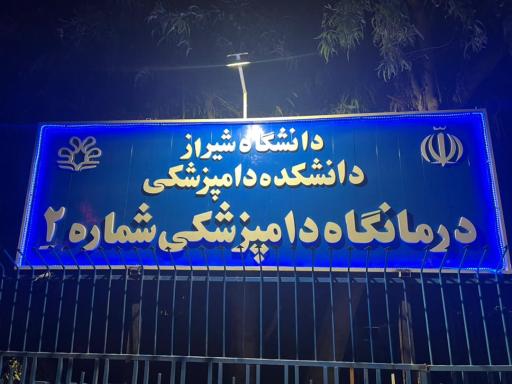 دانشگاه شیراز
دانشکده دامپزشکی
درمانگاه دامپزشکی شماره ۲